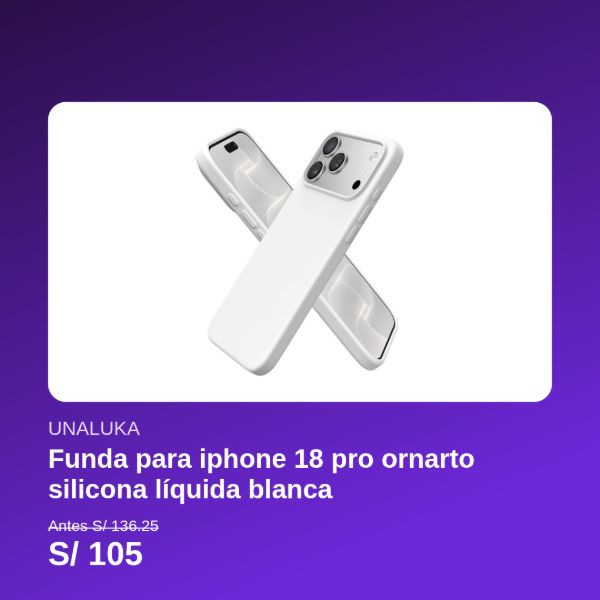 UNALUKA
Funda para iphone 18 pro ornarto
silicona líquida blanca
Antes S/ 136.25
S/ 105